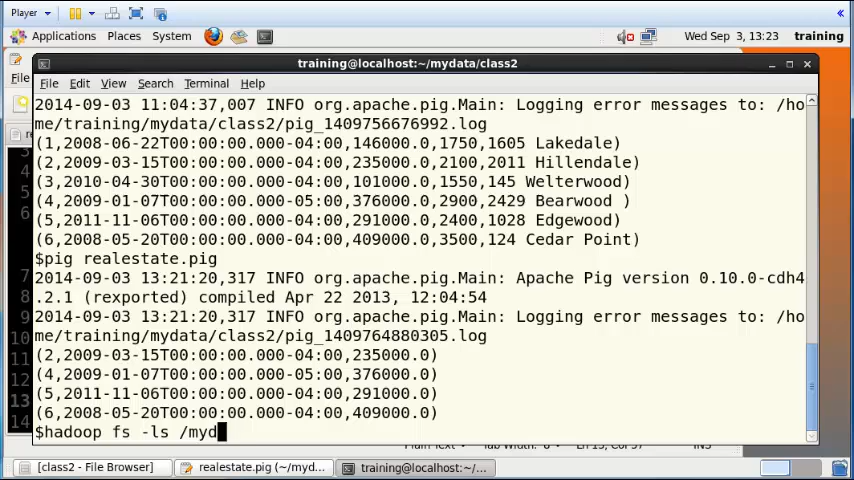 Player
Applications Places System Wed Sep 3, 13:23 training
training@localhost:~/mydata/class2
File Edit View Search Terminal Help
2014-09-03 11:04:37,007 INFO org.apache.pig.Main: Logging error messages to: /ho
me/training/mydata/class2/pig_1409756676992.log
(1,2008-06-22T00:00:00.000-04:00,146000.0,1750,1605 Lakedale)
(2,2009-03-15T00:00:00.000-04:00,235000.0,2100,2011 Hillendale)
(3,2010-04-30T00:00:00.000-04:00,101000.0,1550,145 Welterwood)
(4,2009-01-07T00:00:00.000-05:00,376000.0,2900,2429 Bearwood )
(5,2011-11-06T00:00:00.000-04:00,291000.0,2400,1028 Edgewood)
(6,2008-05-20T00:00:00.000-04:00,409000.0,3500,124 Cedar Point)
$pig realestate.pig
2014-09-03 13:21:20,317 INFO org.apache.pig.Main: Apache Pig version 0.10.0-cdh4
.2.1 (rexported) compiled Apr 22 2013, 12:04:54
2014-09-03 13:21:20,317 INFO org.apache.pig.Main: Logging error messages to: /ho
me/training/mydata/class2/pig_1409764880305.log
(2,2009-03-15T00:00:00.000-04:00,235000.0)
(4,2009-01-07T00:00:00.000-05:00,376000.0)
(5,2011-11-06T00:00:00.000-04:00,291000.0)
(6,2008-05-20T00:00:00.000-04:00,409000.0)
$hadoop fs -ls /myd
4
5
6
7
8
9
10
11
12
13
14
[class2 - File Browser] realestate.pig (~/myd... training@localhost:~/...